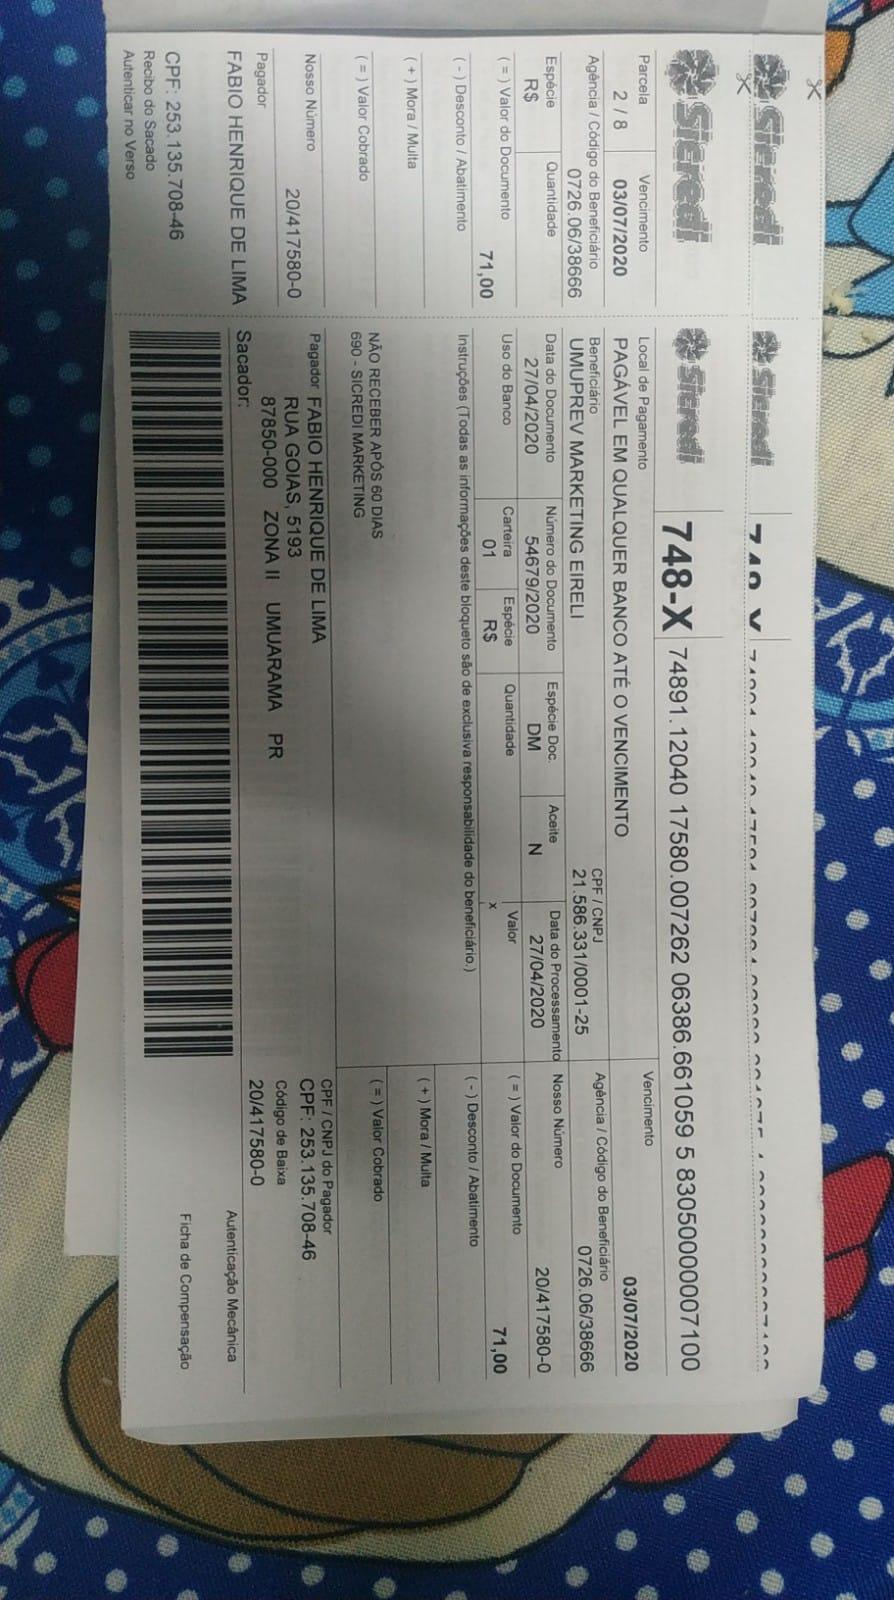 Sicredi
Sicredi
Sicredi
Parcela
2 / 8
Vencimento
03/07/2020
Agência / Código do Beneficiário
0726.06/38666
Espécie
R$
Quantidade
( = ) Valor do Documento
71,00
( - ) Desconto / Abatimento
( + ) Mora / Multa
( = ) Valor Cobrado
Nosso Número
20/417580-0
Pagador
FABIO HENRIQUE DE LIMA
CPF: 253.135.708-46
Recibo do Sacado
Autenticar no Verso
Sicredi
748-X
74891.12040 17580.007262 06386.661059 5 83050000007100
Local de Pagamento
PAGÁVEL EM QUALQUER BANCO ATÉ O VENCIMENTO
Vencimento
03/07/2020
Beneficiário
UMUPREV MARKETING EIRELI
CPF / CNPJ
21.586.331/0001-25
Agência / Código do Beneficiário
0726.06/38666
Data do Documento
27/04/2020
Número do Documento
54679/2020
Espécie Doc.
DM
Aceite
N
Data do Processamento
27/04/2020
Nosso Número
20/417580-0
Uso do Banco
Carteira
01
Espécie
R$
Quantidade
x
Valor
( = ) Valor do Documento
71,00
Instruções (Todas as informações deste bloqueto são de exclusiva responsabilidade do beneficiário.)
( - ) Desconto / Abatimento
( + ) Mora / Multa
( = ) Valor Cobrado
NÃO RECEBER APÓS 60 DIAS
690 - SICREDI MARKETING
Pagador FABIO HENRIQUE DE LIMA
RUA GOIAS, 5193
87850-000 ZONA II UMUARAMA PR
CPF / CNPJ do Pagador
CPF: 253.135.708-46
Sacador:
Código de Baixa
20/417580-0
Autenticação Mecânica
Ficha de Compensação